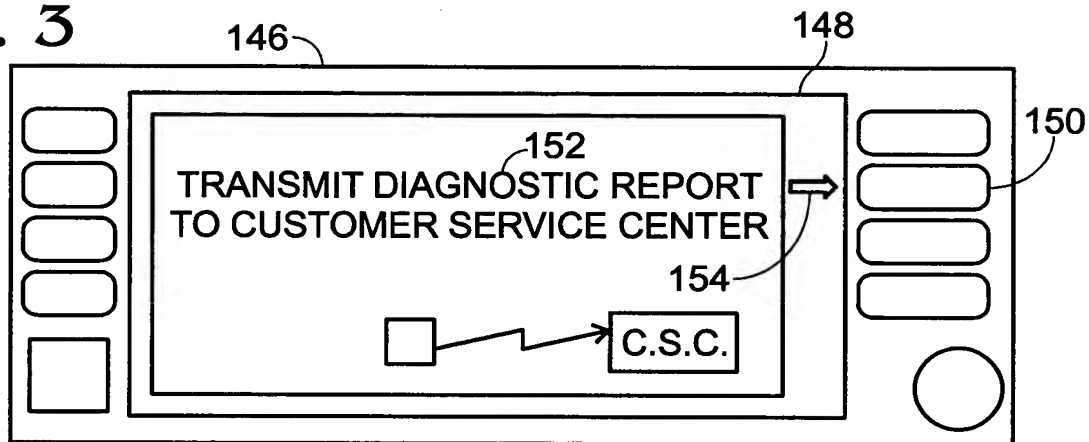 . 3
146
148
150
152
TRANSMIT DIAGNOSTIC REPORT
TO CUSTOMER SERVICE CENTER
154
C.S.C.